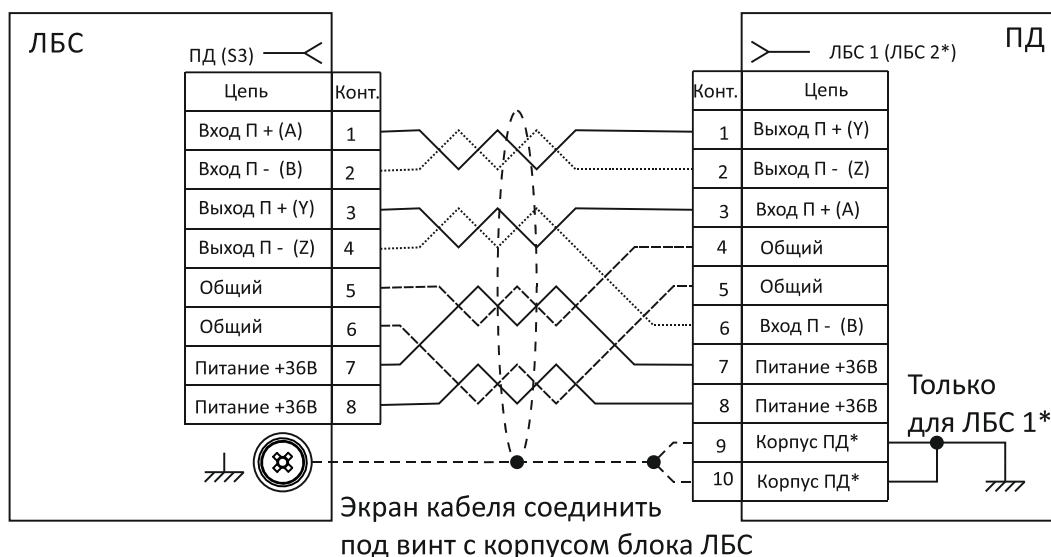 ЛБС
ПД (S3)
Цепь Конт.
Вход П + (А) 1
Вход П - (В) 2
Выход П + (Y) 3
Выход П - (Z) 4
Общий 5
Общий 6
Питание +36В 7
Питание +36В 8
ПД
ЛБС 1 (ЛБС 2*)
Конт. Цепь
1 Выход П + (Y)
2 Выход П - (Z)
3 Вход П + (А)
4 Общий
5 Общий
6 Вход П - (В)
7 Питание +36В
8 Питание +36В
9 Корпус ПД*
10 Корпус ПД*
Только
для ЛБС 1*
Экран кабеля соединить
под винт с корпусом блока ЛБС